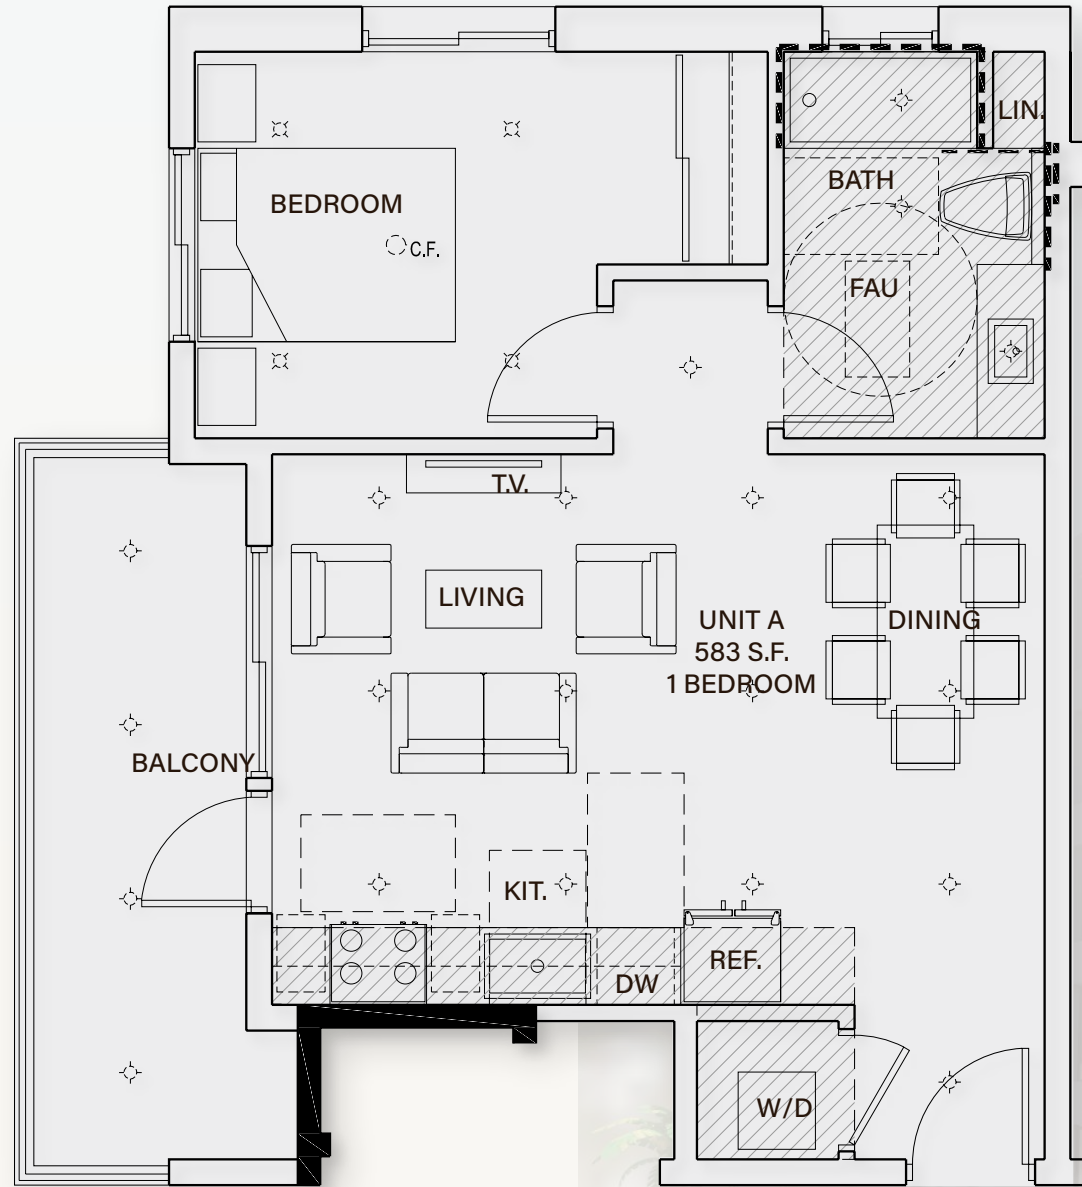 LIN.
BATH
BEDROOM
C.F.
FAU
T.V.
LIVING
UNIT A
583 S.F.
1 BEDROOM
DINING
BALCONY
KIT.
REF.
DW
W/D